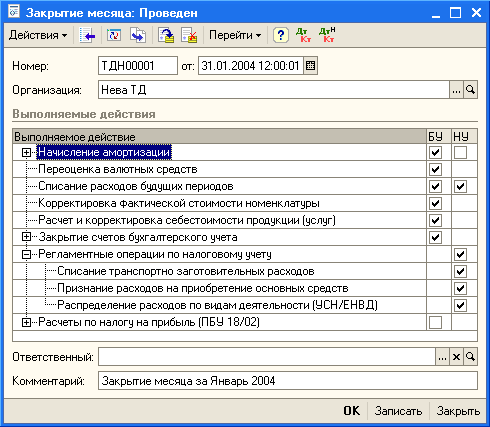 Закрытие месяца: Проведен
Действия Перейти ? Дт Кт ДтН Кт
Номер: ТДН00001 от: 31.01.2004 12:00:01
Организация: Нева ТД ...
Выполняемые действия
Выполняемое действие БУ НУ
Начисление амортизации
Переоценка валютных средств
Списание расходов будущих периодов
Корректировка фактической стоимости номенклатуры
Расчет и корректировка себестоимости продукции (услуг)
Закрытие счетов бухгалтерского учета
Регламентные операции по налоговому учету
Списание транспортно заготовительных расходов
Признание расходов на приобретение основных средств
Распределение расходов по видам деятельности (УСН/ЕНВД)
Расчеты по налогу на прибыль (ПБУ 18/02)
Ответственный: ...
Комментарий: Закрытие месяца за Январь 2004
OK Записать Закрыть